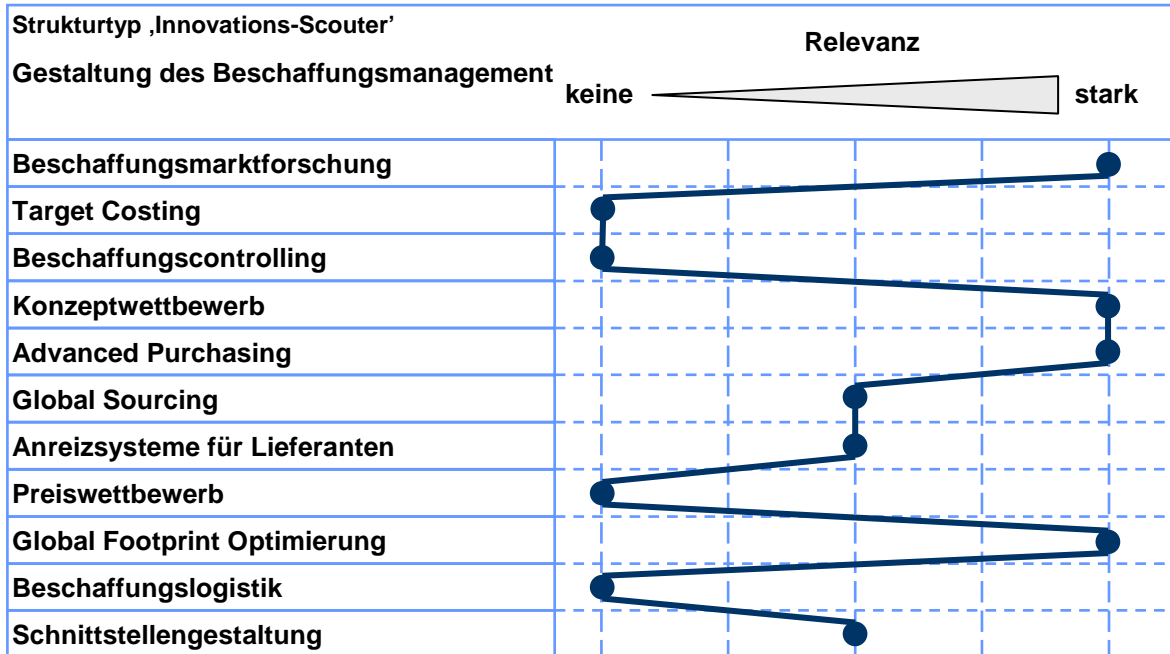 Strukturtyp ‚Innovations-Scouter’
Gestaltung des Beschaffungsmanagement
Relevanz
keine
stark
Beschaffungsmarktforschung
Target Costing
Beschaffungscontrolling
Konzeptwettbewerb
Advanced Purchasing
Global Sourcing
Anreizsysteme für Lieferanten
Preiswettbewerb
Global Footprint Optimierung
Beschaffungslogistik
Schnittstellengestaltung